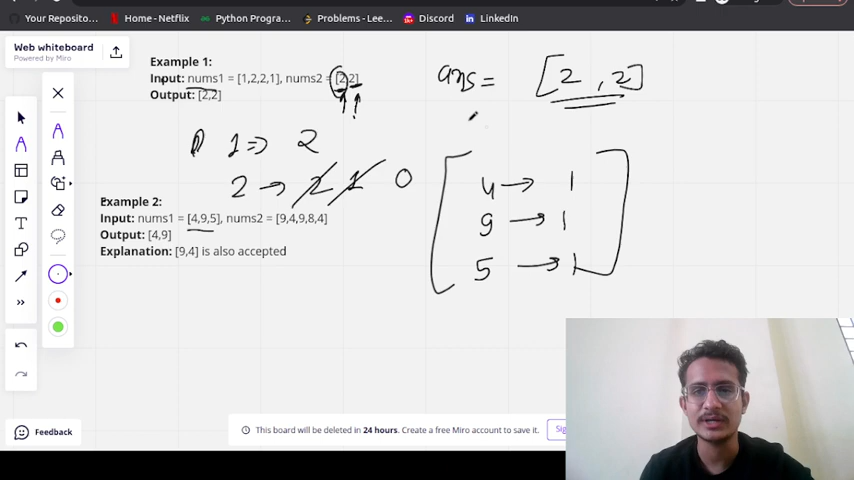 Your Reposito... Home - Netflix Python Progra... Problems - Lee... Discord LinkedIn
Web whiteboard
Powered by Miro
Example 1:
Input: nums1 = [1,2,2,1], nums2 = [2,2]
Output: [2,2]
ans = [2, 2]
1 => 2
2 → 2 1 0
4 → 1
9 → 1
5 → 1
Example 2:
Input: nums1 = [4,9,5], nums2 = [9,4,9,8,4]
Output: [4,9]
Explanation: [9,4] is also accepted
Feedback
This board will be deleted in 24 hours. Create a free Miro account to save it. Sig